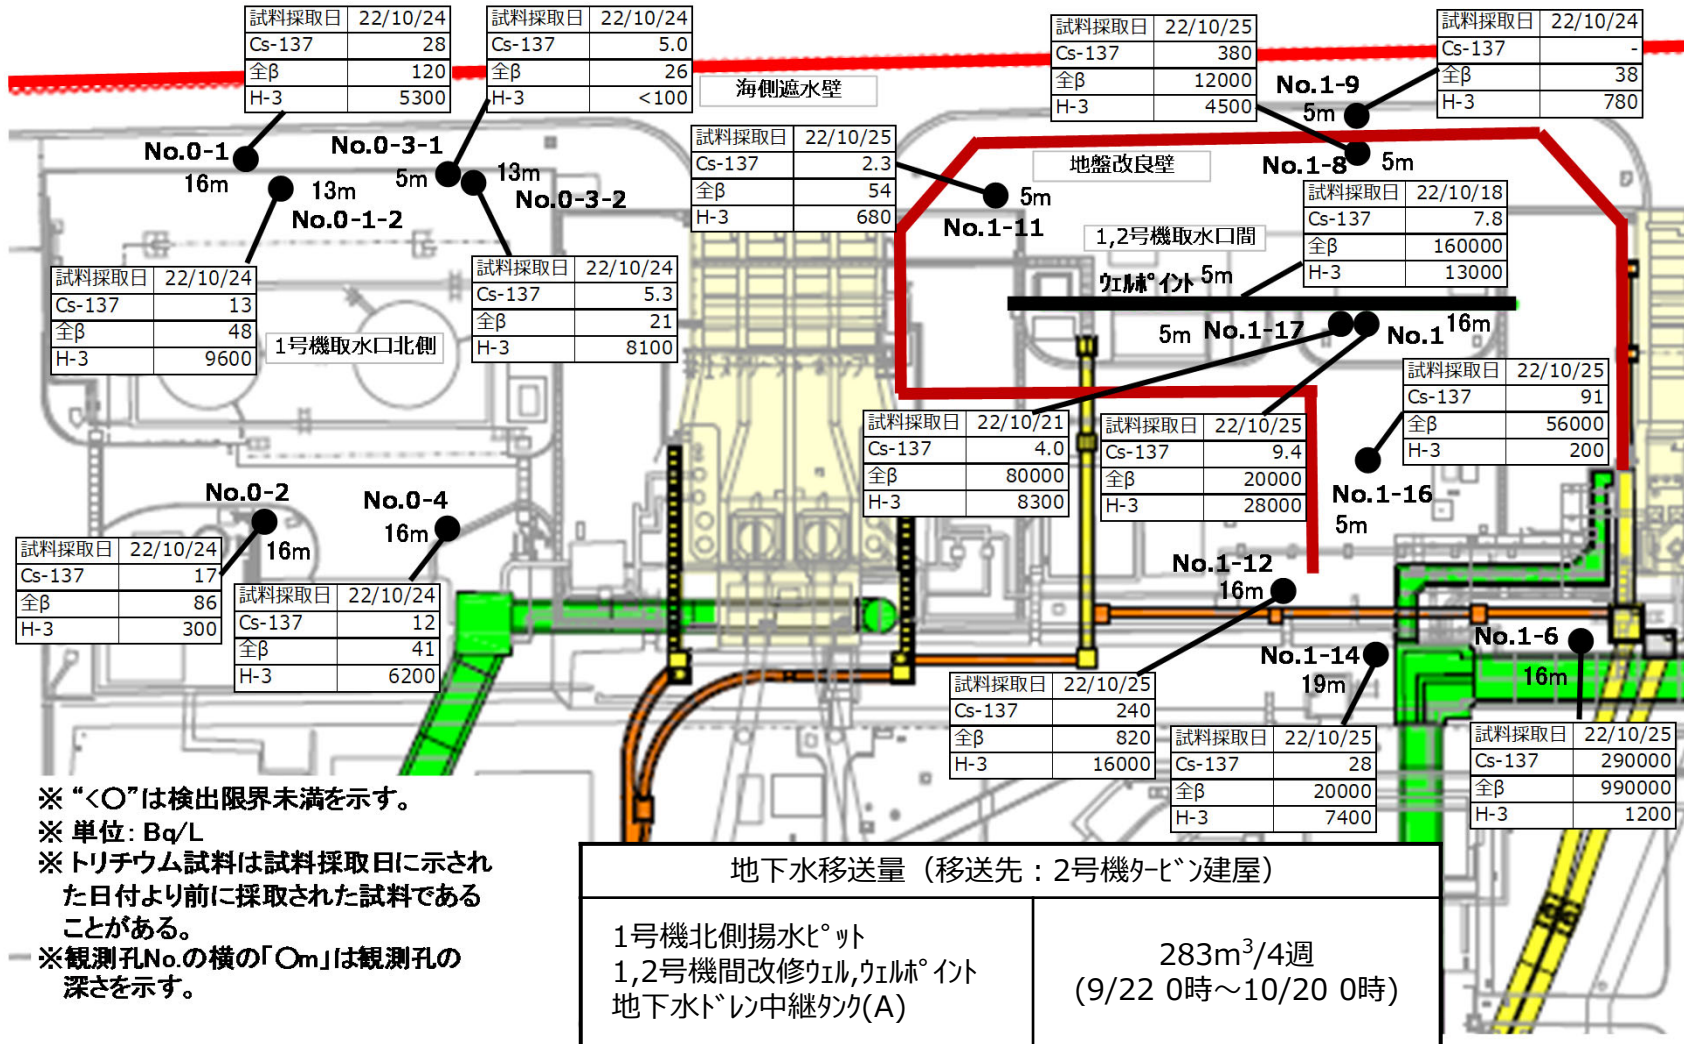 試料採取日 22/10/24
Cs-137 28
全β 120
H-3 5300
試料採取日 22/10/24
Cs-137 5.0
全β 26
H-3 <100
海側遮水壁
試料採取日 22/10/25
Cs-137 380
全β 12000
H-3 4500
試料採取日 22/10/24
Cs-137 -
全β 38
H-3 780
No.1-9
5m
No.0-1
16m
No.0-3-1
5m
13m
No.0-1-2
13m
No.0-3-2
試料採取日 22/10/25
Cs-137 2.3
全β 54
H-3 680
5m
No.1-11
地盤改良壁
No.1-8
5m
試料採取日 22/10/18
Cs-137 7.8
全β 160000
H-3 13000
1,2号機取水口間
ウェルポイント 5m
試料採取日 22/10/24
Cs-137 13
全β 48
H-3 9600
1号機取水口北側
試料採取日 22/10/24
Cs-137 5.3
全β 21
H-3 8100
5m No.1-17
No.1
16m
試料採取日 22/10/25
Cs-137 91
全β 56000
H-3 200
試料採取日 22/10/21
Cs-137 4.0
全β 80000
H-3 8300
試料採取日 22/10/25
Cs-137 9.4
全β 20000
H-3 28000
No.1-16
5m
No.0-2
16m
No.0-4
16m
試料採取日 22/10/24
Cs-137 17
全β 86
H-3 300
試料採取日 22/10/24
Cs-137 12
全β 41
H-3 6200
No.1-12
16m
No.1-14
19m
No.1-6
16m
試料採取日 22/10/25
Cs-137 240
全β 820
H-3 16000
試料採取日 22/10/25
Cs-137 28
全β 20000
H-3 7400
試料採取日 22/10/25
Cs-137 290000
全β 990000
H-3 1200
※ “<〇”は検出限界未満を示す。
※ 単位: Bq/L
※ トリチウム試料は試料採取日に示され
た日付より前に採取された試料である
ことがある。
※観測孔No.の横の「〇m」は観測孔の
深さを示す。
地下水移送量（移送先：2号機ﾀｰﾋﾞﾝ建屋）
1号機北側揚水ﾋﾟｯﾄ
1,2号機間改修ｳｪﾙ,ｳｪﾙﾎﾟｲﾝﾄ
地下水ﾄﾞﾚﾝ中継ﾀﾝｸ(A)
283m³/4週
(9/22 0時～10/20 0時)